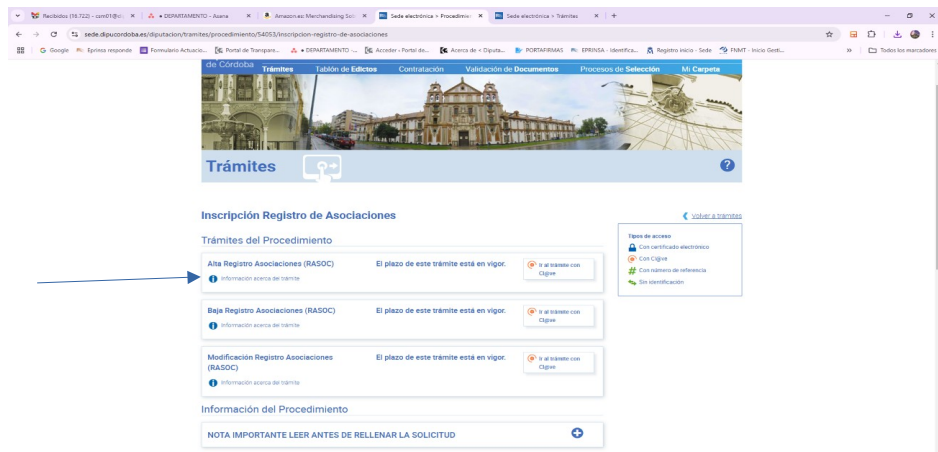 Recibidos (16.722) - csm01@di
● DEPARTAMENTO - Asana
Amazon.es: Merchandising Sol
Sede electrónica > Procedimie
Sede electrónica > Trámites
sede.dipucordoba.es/diputacion/tramites/procedimiento/54053/inscripcion-registro-de-asociaciones
Google
Eprinsa responde
Formulario Actuacio...
Portal de Transpare...
● DEPARTAMENTO -...
Acceder - Portal de...
Acerca de < Diputa...
PORTAFIRMAS
EPRINSA - Identifica...
Registro inicio - Sede
FNMT - Inicio Gesti...
»
Todos los marcadores
de Córdoba
Trámites
Tablón de Edictos
Contratación
Validación de Documentos
Procesos de Selección
Mi Carpeta
Trámites
?
Inscripción Registro de Asociaciones
Volver a trámites
Trámites del Procedimiento
Tipos de acceso
Con certificado electrónico
Con Cl@ve
Con número de referencia
Sin identificación
Alta Registro Asociaciones (RASOC)
El plazo de este trámite está en vigor.
Ir al trámite con
Cl@ve
Información acerca del trámite
Baja Registro Asociaciones (RASOC)
El plazo de este trámite está en vigor.
Ir al trámite con
Cl@ve
Información acerca del trámite
Modificación Registro Asociaciones
(RASOC)
El plazo de este trámite está en vigor.
Ir al trámite con
Cl@ve
Información acerca del trámite
Información del Procedimiento
NOTA IMPORTANTE LEER ANTES DE RELLENAR LA SOLICITUD